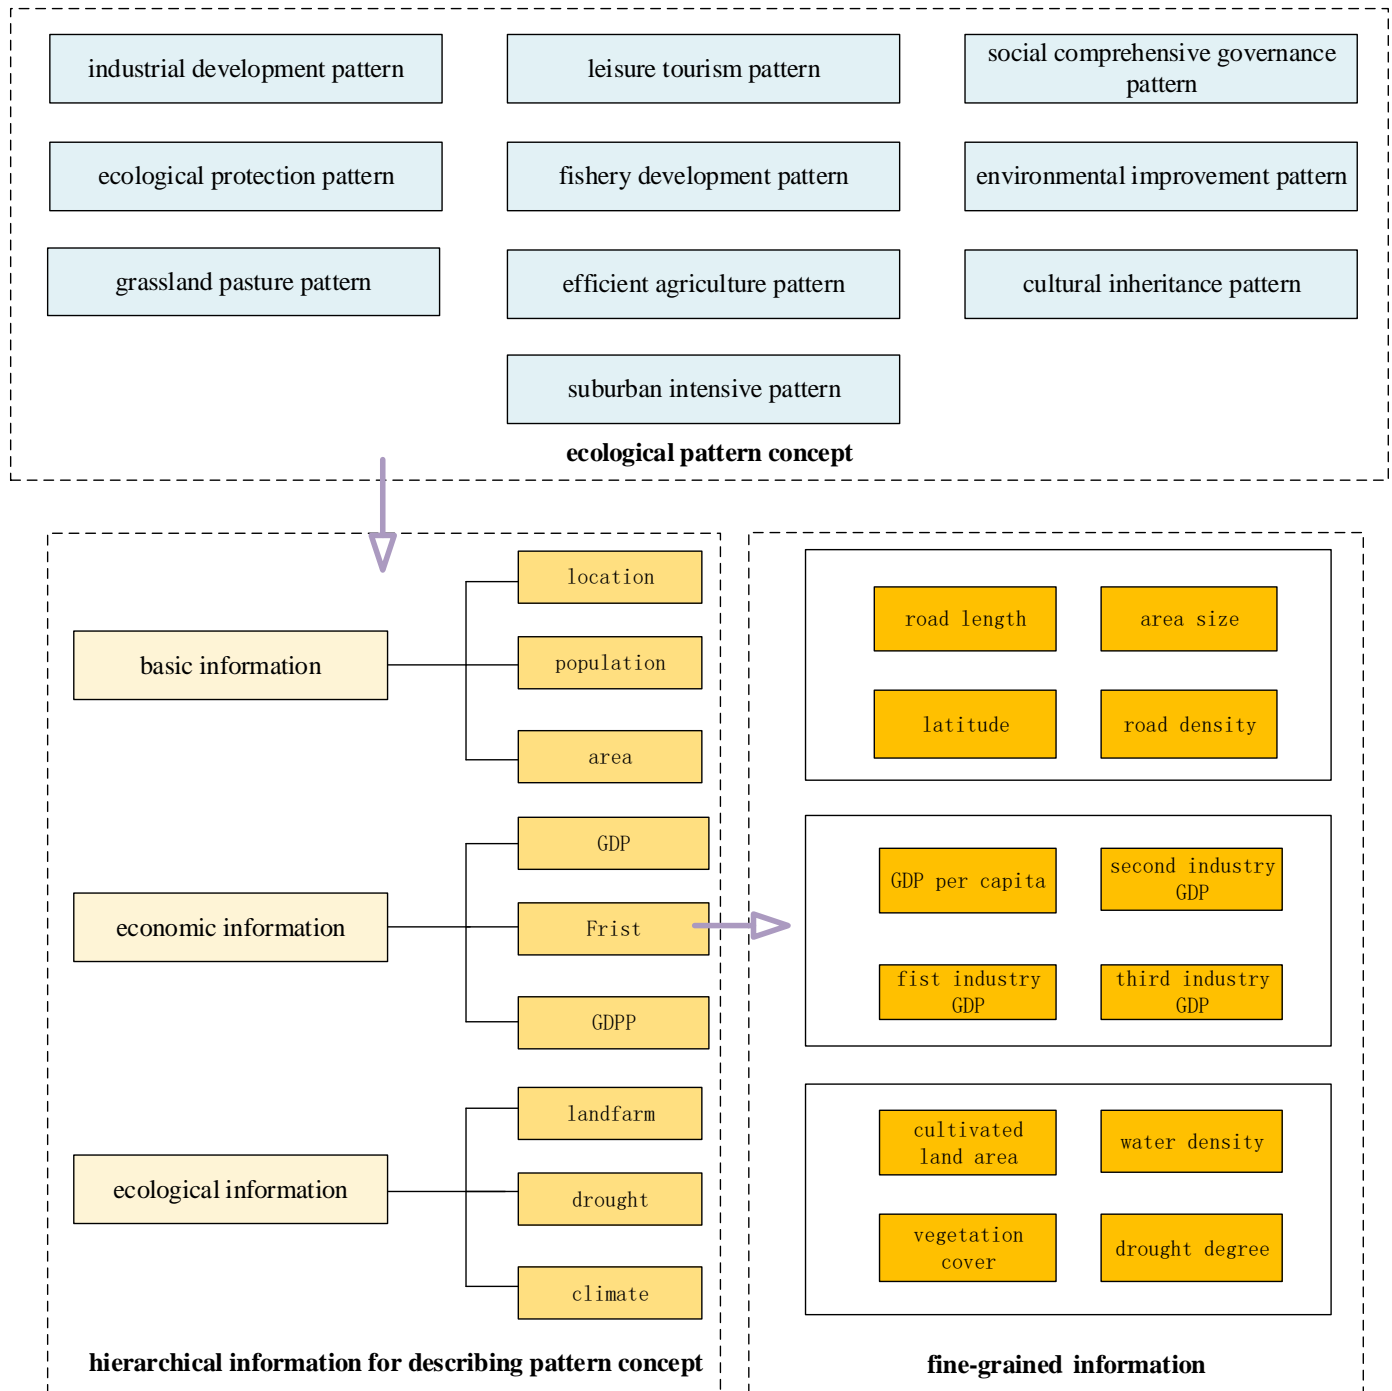 industrial development pattern
leisure tourism pattern
social comprehensive governance
pattern
ecological protection pattern
fishery development pattern
environmental improvement pattern
grassland pasture pattern
efficient agriculture pattern
cultural inheritance pattern
suburban intensive pattern
ecological pattern concept
basic information
location
population
area
economic information
GDP
Frist
GDPP
ecological information
landfarm
drought
climate
hierarchical information for describing pattern concept
road length
area size
latitude
road density
GDP per capita
second industry
GDP
fist industry
GDP
third industry
GDP
cultivated
land area
water density
vegetation
cover
drought degree
fine-grained information